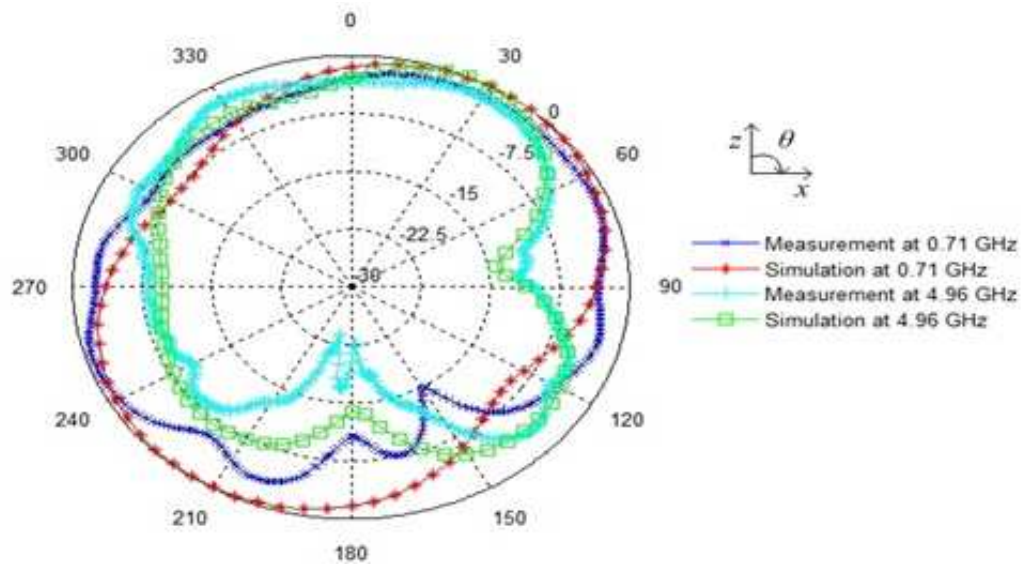 0
330
30
0
300
-7.5
60
-15
-22.5
-30
270
90
240
120
210
150
180
z
θ
x
Measurement at 0.71 GHz
Simulation at 0.71 GHz
Measurement at 4.96 GHz
Simulation at 4.96 GHz